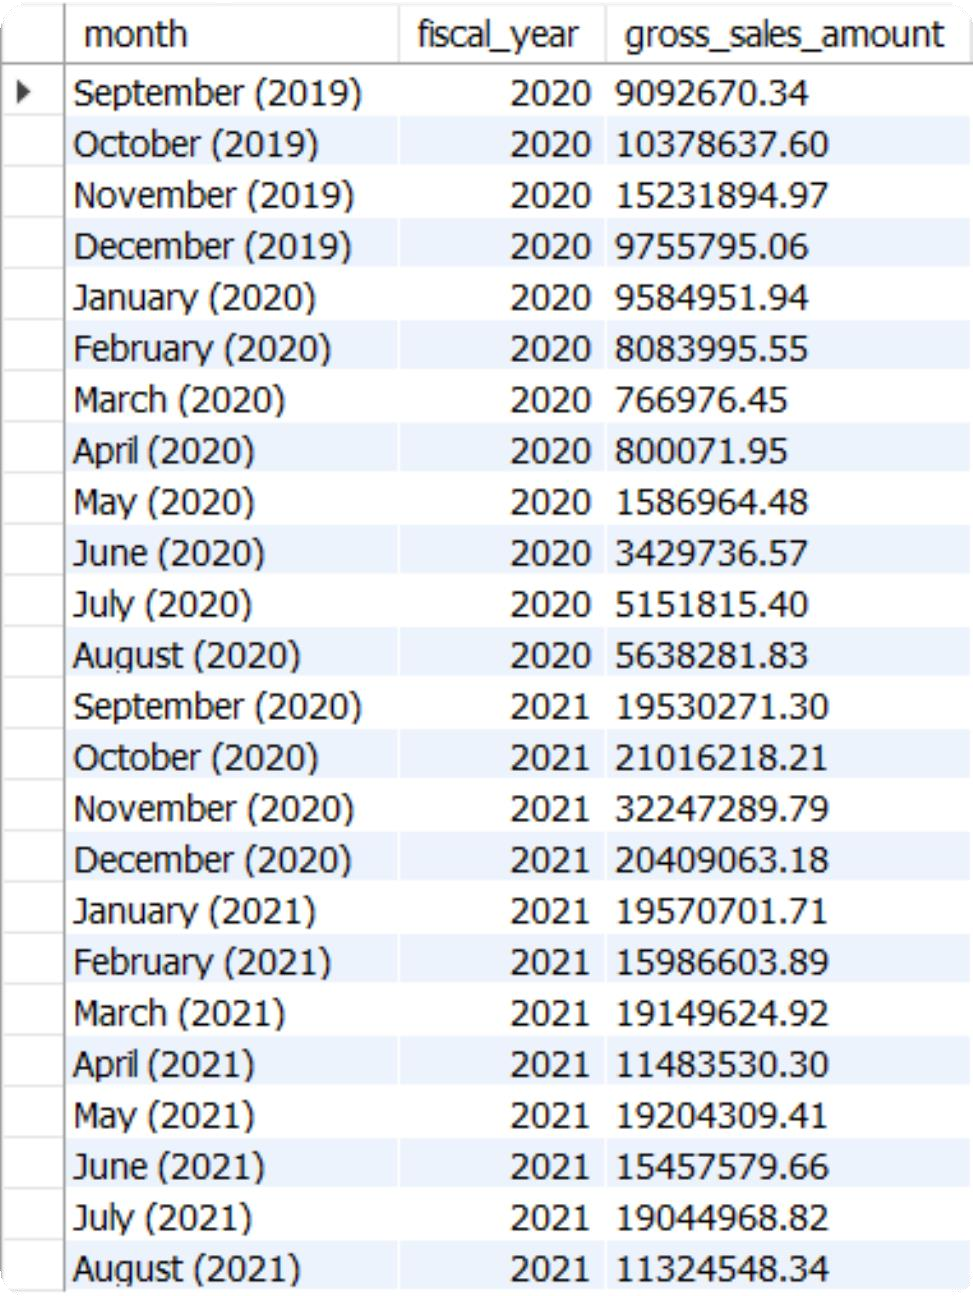 month fiscal_year gross_sales_amount
September (2019) 2020 9092670.34
October (2019) 2020 10378637.60
November (2019) 2020 15231894.97
December (2019) 2020 9755795.06
January (2020) 2020 9584951.94
February (2020) 2020 8083995.55
March (2020) 2020 766976.45
April (2020) 2020 800071.95
May (2020) 2020 1586964.48
June (2020) 2020 3429736.57
July (2020) 2020 5151815.40
August (2020) 2020 5638281.83
September (2020) 2021 19530271.30
October (2020) 2021 21016218.21
November (2020) 2021 32247289.79
December (2020) 2021 20409063.18
January (2021) 2021 19570701.71
February (2021) 2021 15986603.89
March (2021) 2021 19149624.92
April (2021) 2021 11483530.30
May (2021) 2021 19204309.41
June (2021) 2021 15457579.66
July (2021) 2021 19044968.82
August (2021) 2021 11324548.34